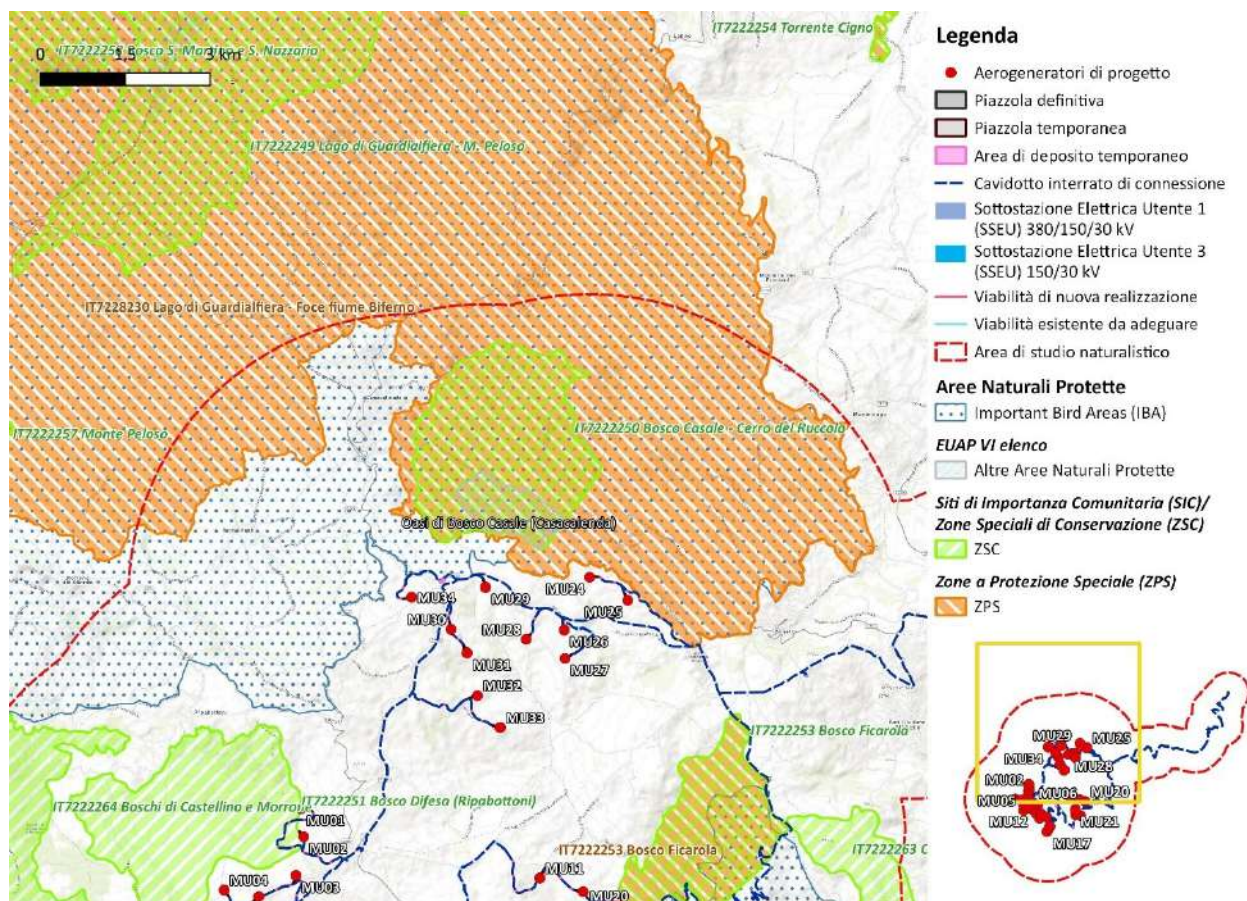 IT7222254 Torrente Cigno
0 1,5 3 km
IT7222249 Lago di Guardialfiera - M. Peloso
IT7228230 Lago di Guardialfiera - Foce fiume Biferno
IT7222257 Monte Peloso
IT7222250 Bosco Casale - Cerro del Ruccolo
Oasi di Bosco Casale (Casacalenda)
MU34
MU29
MU24
MU25
MU30
MU28
MU26
MU31
MU27
MU32
MU33
IT7222253 Bosco Ficarola
IT7222264 Boschi di Castellino e Morrone
IT7222251 Bosco Difesa (Ripabottoni)
MU01
MU02
IT7222253 Bosco Ficarola
IT7222263 C
MU04
MU03
MU11
MU20
Legenda
Aerogeneratori di progetto
Piazzola definitiva
Piazzola temporanea
Area di deposito temporaneo
Cavidotto interrato di connessione
Sottostazione Elettrica Utente 1
(SSEU) 380/150/30 kV
Sottostazione Elettrica Utente 3
(SSEU) 150/30 kV
Viabilità di nuova realizzazione
Viabilità esistente da adeguare
Area di studio naturalistico
Aree Naturali Protette
Important Bird Areas (IBA)
EUAP VI elenco
Altre Aree Naturali Protette
Siti di Importanza Comunitaria (SIC)/
Zone Speciali di Conservazione (ZSC)
ZSC
Zone a Protezione Speciale (ZPS)
ZPS
MU29
MU25
MU34
MU28
MU02
MU05
MU06
MU20
MU12
MU21
MU17